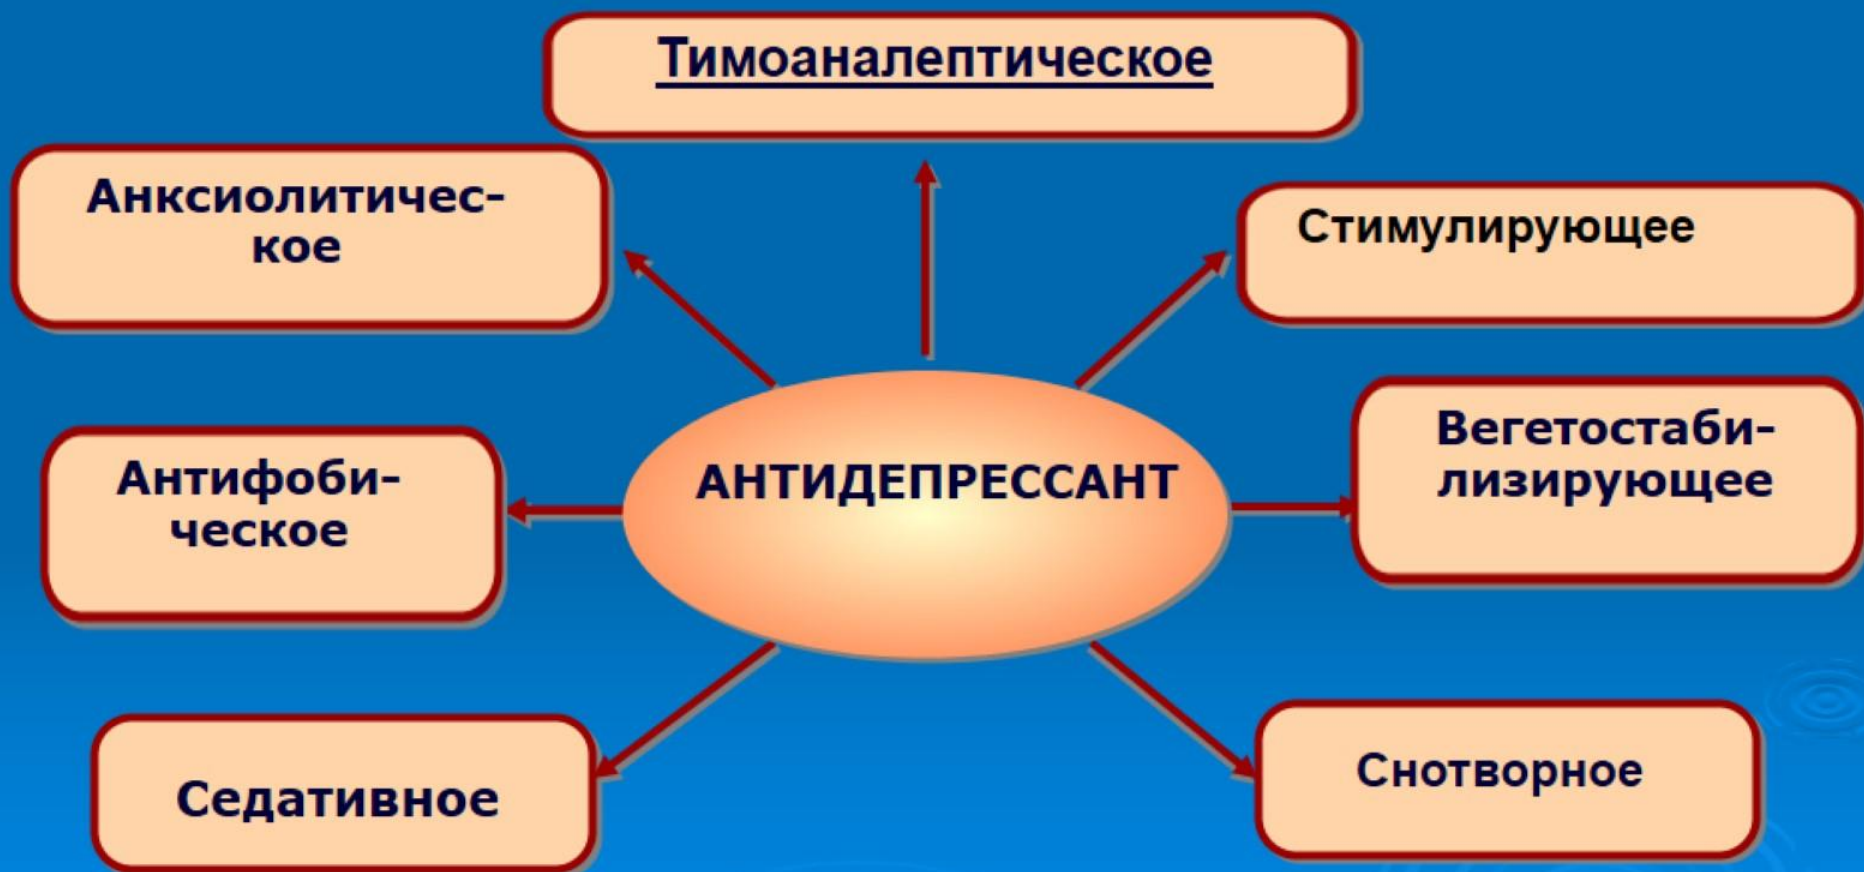 Тимоаналептическое
Анксиолитичес-
кое
Стимулирующее
Антифоби-
ческое
АНТИДЕПРЕССАНТ
Вегетостаби-
лизирующее
Седативное
Снотворное